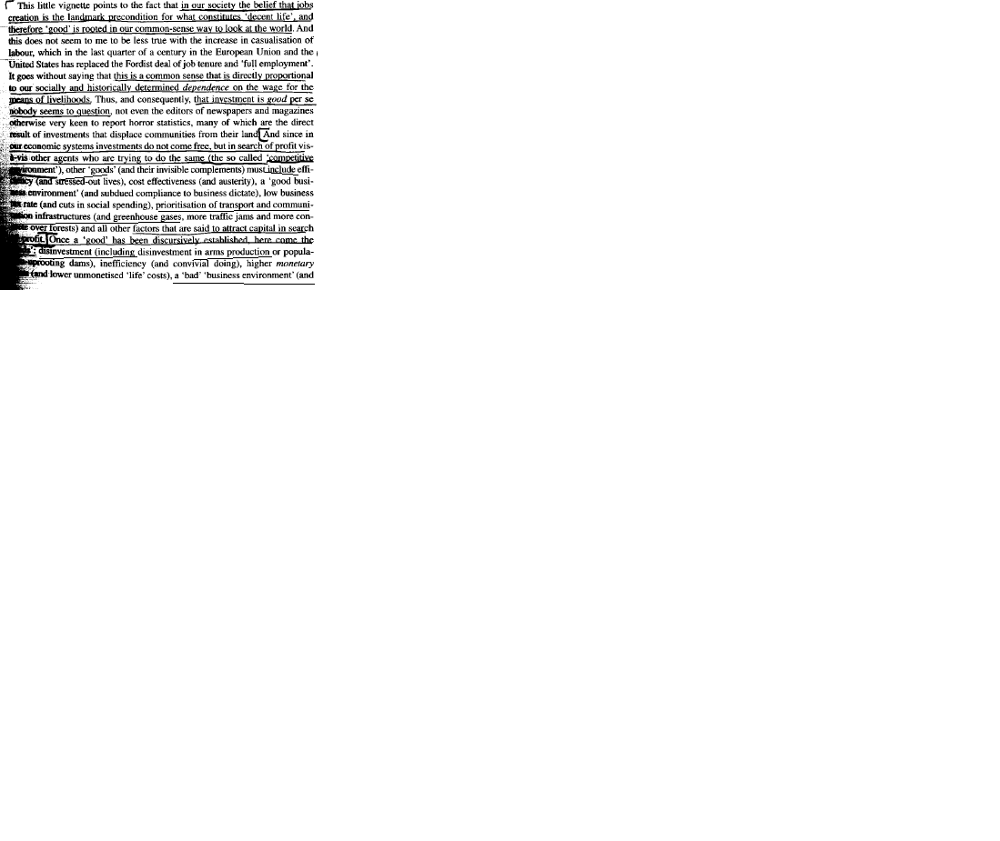 This little vignette points to the fact that in our society the belief that jobs
creation is the landmark precondition for what constitutes ‘decent life’, and
therefore ‘good’ is rooted in our common-sense way to look at the world. And
this does not seem to me to be less true with the increase in casualisation of
labour, which in the last quarter of a century in the European Union and the
United States has replaced the Fordist deal of job tenure and ‘full employment’.
It goes without saying that this is a common sense that is directly proportional
to our socially and historically determined dependence on the wage for the
means of livelihoods. Thus, and consequently, that investment is good per se
nobody seems to question, not even the editors of newspapers and magazines
otherwise very keen to report horror statistics, many of which are the direct
result of investments that displace communities from their land. And since in
our economic systems investments do not come free, but in search of profit vis-
à-vis other agents who are trying to do the same (the so called ‘competitive
environment’), other ‘goods’ (and their invisible complements) must include effi-
(and stressed-out lives), cost effectiveness (and austerity), a ‘good busi-
environment’ (and subdued compliance to business dictate), low business
rate (and cuts in social spending), prioritisation of transport and communi-
infrastructures (and greenhouse gases, more traffic jams and more con-
over forests) and all other factors that are said to attract capital in search
profit. Once a ‘good’ has been discursively established, here come the
disinvestment (including disinvestment in arms production or popula-
uprooting dams), inefficiency (and convivial doing), higher monetary
(and lower unmonetised ‘life’ costs), a ‘bad’ ‘business environment’ (and